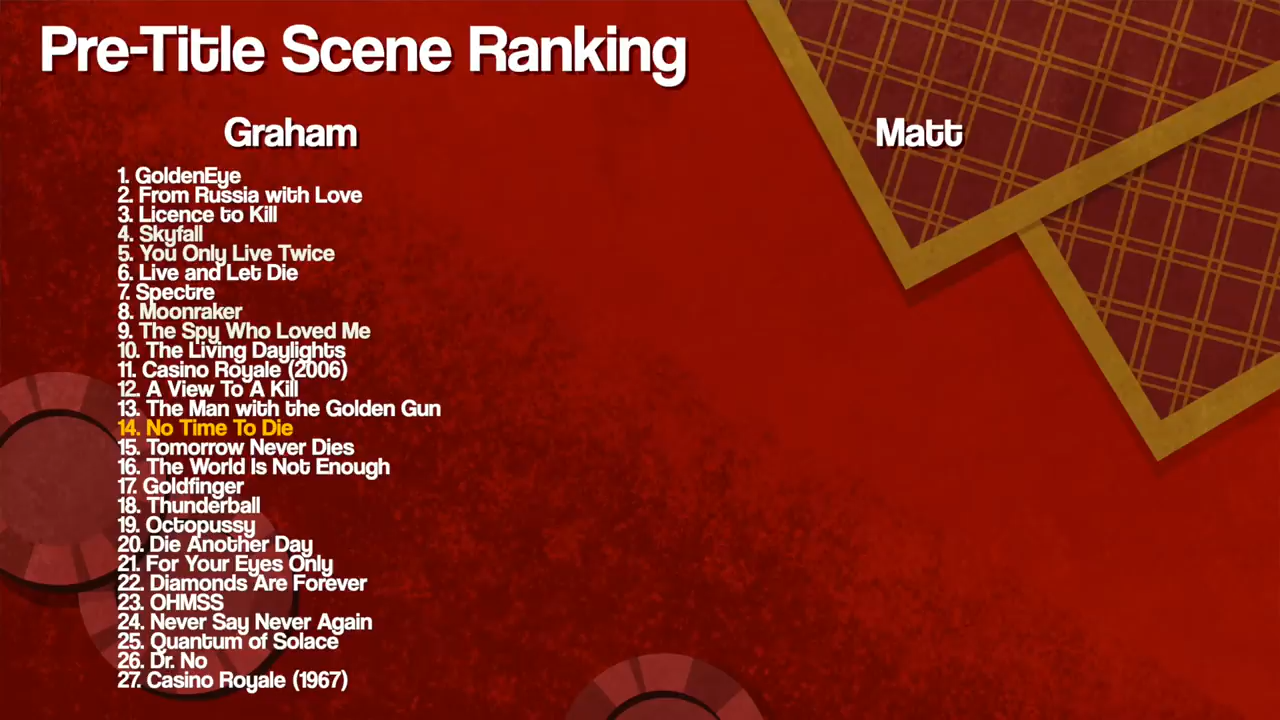 Pre-Title Scene Ranking
Graham
Matt
1. GoldenEye
2. From Russia with Love
3. Licence to Kill
4. Skyfall
5. You Only Live Twice
6. Live and Let Die
7. Spectre
8. Moonraker
9. The Spy Who Loved Me
10. The Living Daylights
11. Casino Royale (2006)
12. A View To A Kill
13. The Man with the Golden Gun
14. No Time To Die
15. Tomorrow Never Dies
16. The World Is Not Enough
17. Goldfinger
18. Thunderball
19. Octopussy
20. Die Another Day
21. For Your Eyes Only
22. Diamonds Are Forever
23. OHMSS
24. Never Say Never Again
25. Quantum of Solace
26. Dr. No
27. Casino Royale (1967)